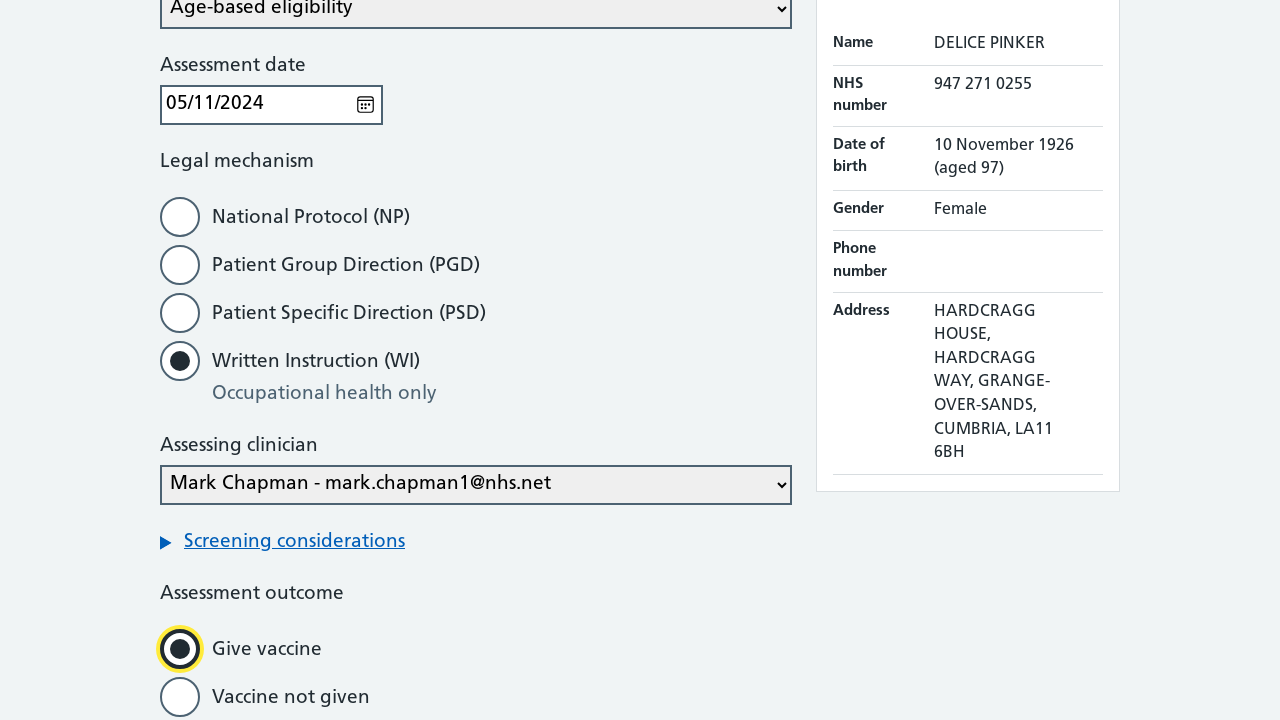 Age-based eligibility
Assessment date
05/11/2024
Legal mechanism
National Protocol (NP)
Patient Group Direction (PGD)
Patient Specific Direction (PSD)
Written Instruction (WI)
Occupational health only
Assessing clinician
Mark Chapman - mark.chapman1@nhs.net
Screening considerations
Assessment outcome
Give vaccine
Vaccine not given
Name DELICE PINKER
NHS number 947 271 0255
Date of birth 10 November 1926 (aged 97)
Gender Female
Phone number
Address HARDCRAGG
HOUSE,
HARDCRAGG
WAY, GRANGE-
OVER-SANDS,
CUMBRIA, LA11
6BH